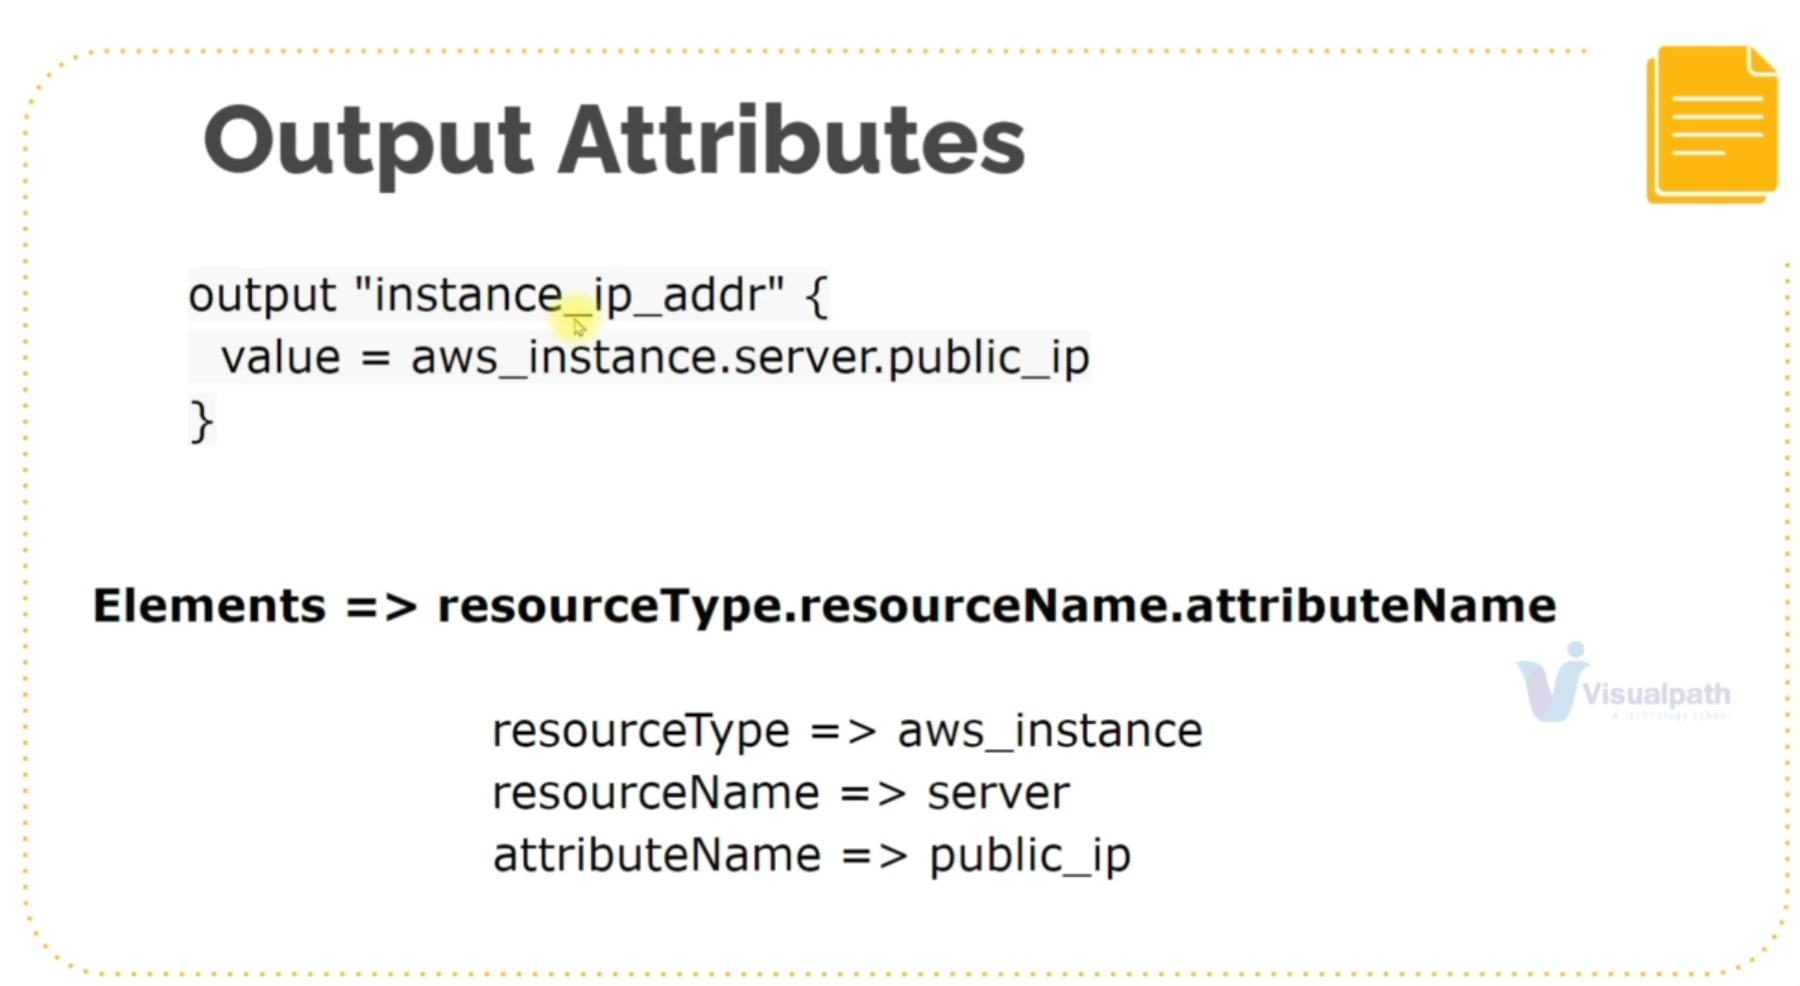 Output Attributes
output "instance_ip_addr" {
value = aws_instance.server.public_ip
}
Elements => resourceType.resourceName.attributeName
Visualpath
A technology school
resourceType => aws_instance
resourceName => server
attributeName => public_ip